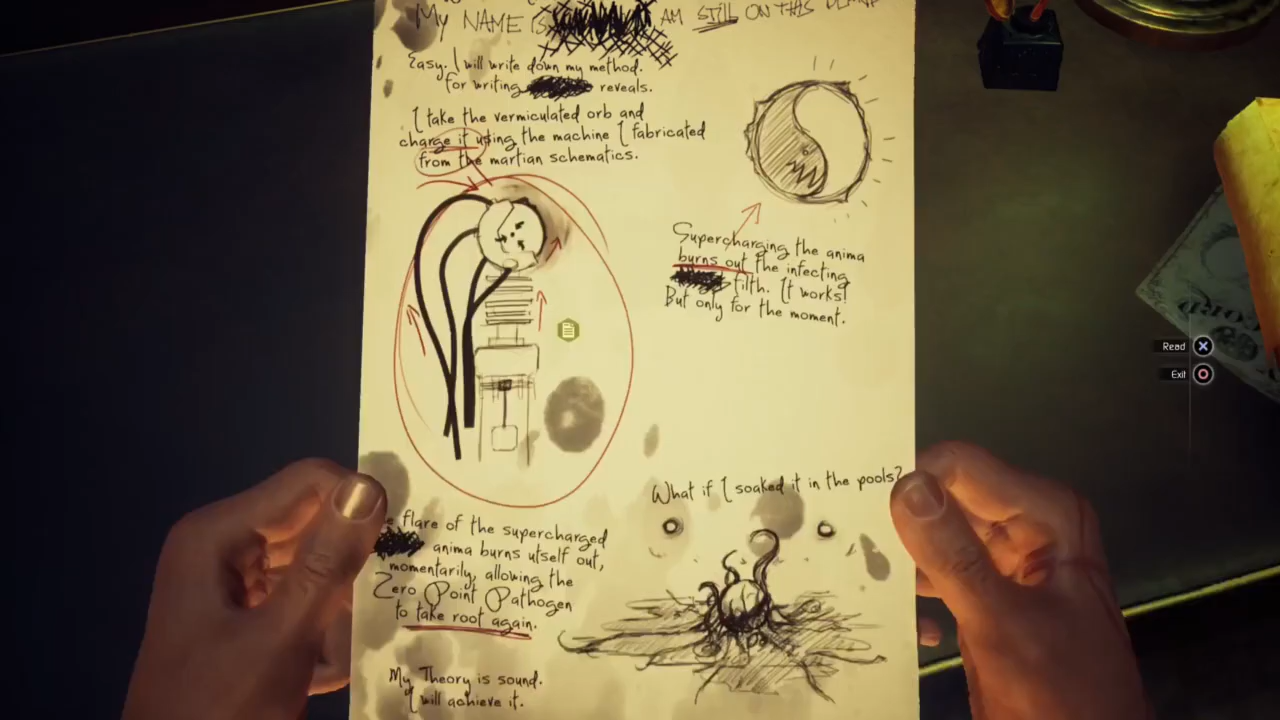 My NAME IS AM STILL ON THIS
Easy. I will write down my method.
for writing reveals.
I take the vermiculated orb and
charge it using the machine I fabricated
from the martian schematics.
Supercharging the anima
burns out the infecting
filth. It works!
But only for the moment.
Read
Exit
What if I soaked it in the pools?
flare of the supercharged
anima burns utself out,
momentarily, allowing the
Zero Point Pathogen
to take root again.
My Theory is sound.
I will achieve it.